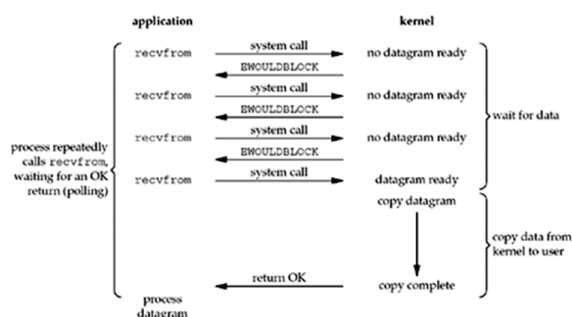 application kernel
recvfrom system call no datagram ready
EWOULDBLOCK
recvfrom system call no datagram ready
EWOULDBLOCK
recvfrom system call no datagram ready
EWOULDBLOCK
recvfrom system call datagram ready
copy datagram
process repeatedly
calls recvfrom,
waiting for an OK
return (polling)
wait for data
copy data from
kernel to user
return OK copy complete
process
datagram